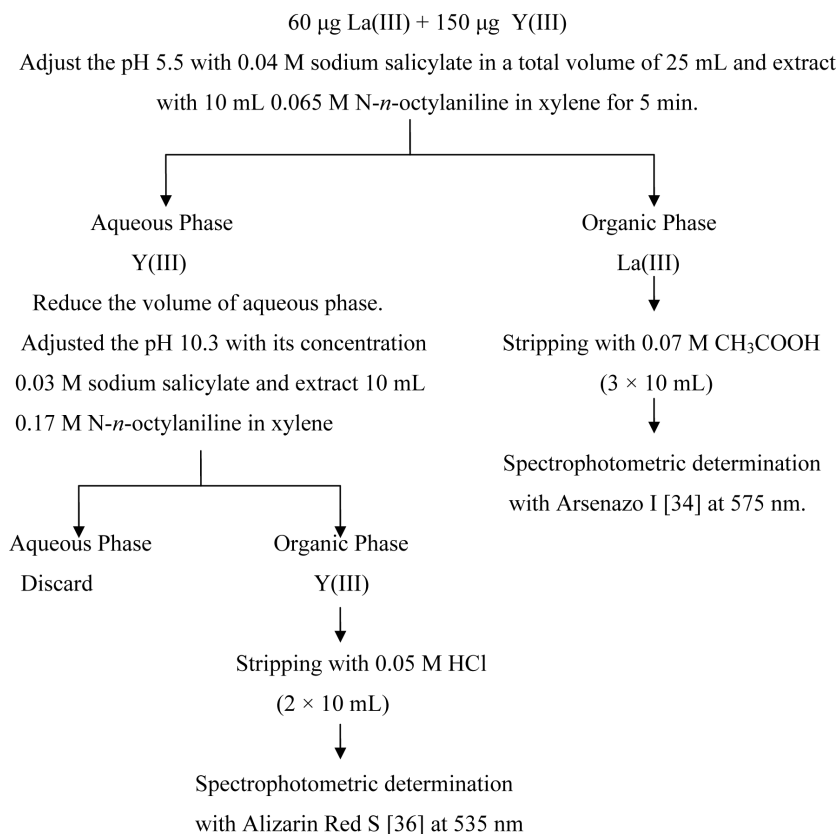 60 μg La(III) + 150 μg Y(III)
Adjust the pH 5.5 with 0.04 M sodium salicylate in a total volume of 25 mL and extract
with 10 mL 0.065 M N-n-octylaniline in xylene for 5 min.
Aqueous Phase
Y(III)
Reduce the volume of aqueous phase.
Adjusted the pH 10.3 with its concentration
0.03 M sodium salicylate and extract 10 mL
0.17 M N-n-octylaniline in xylene
Organic Phase
La(III)
Stripping with 0.07 M CH₃COOH
(3 × 10 mL)
Spectrophotometric determination
with Arsenazo I [34] at 575 nm.
Aqueous Phase
Discard
Organic Phase
Y(III)
Stripping with 0.05 M HCl
(2 × 10 mL)
Spectrophotometric determination
with Alizarin Red S [36] at 535 nm